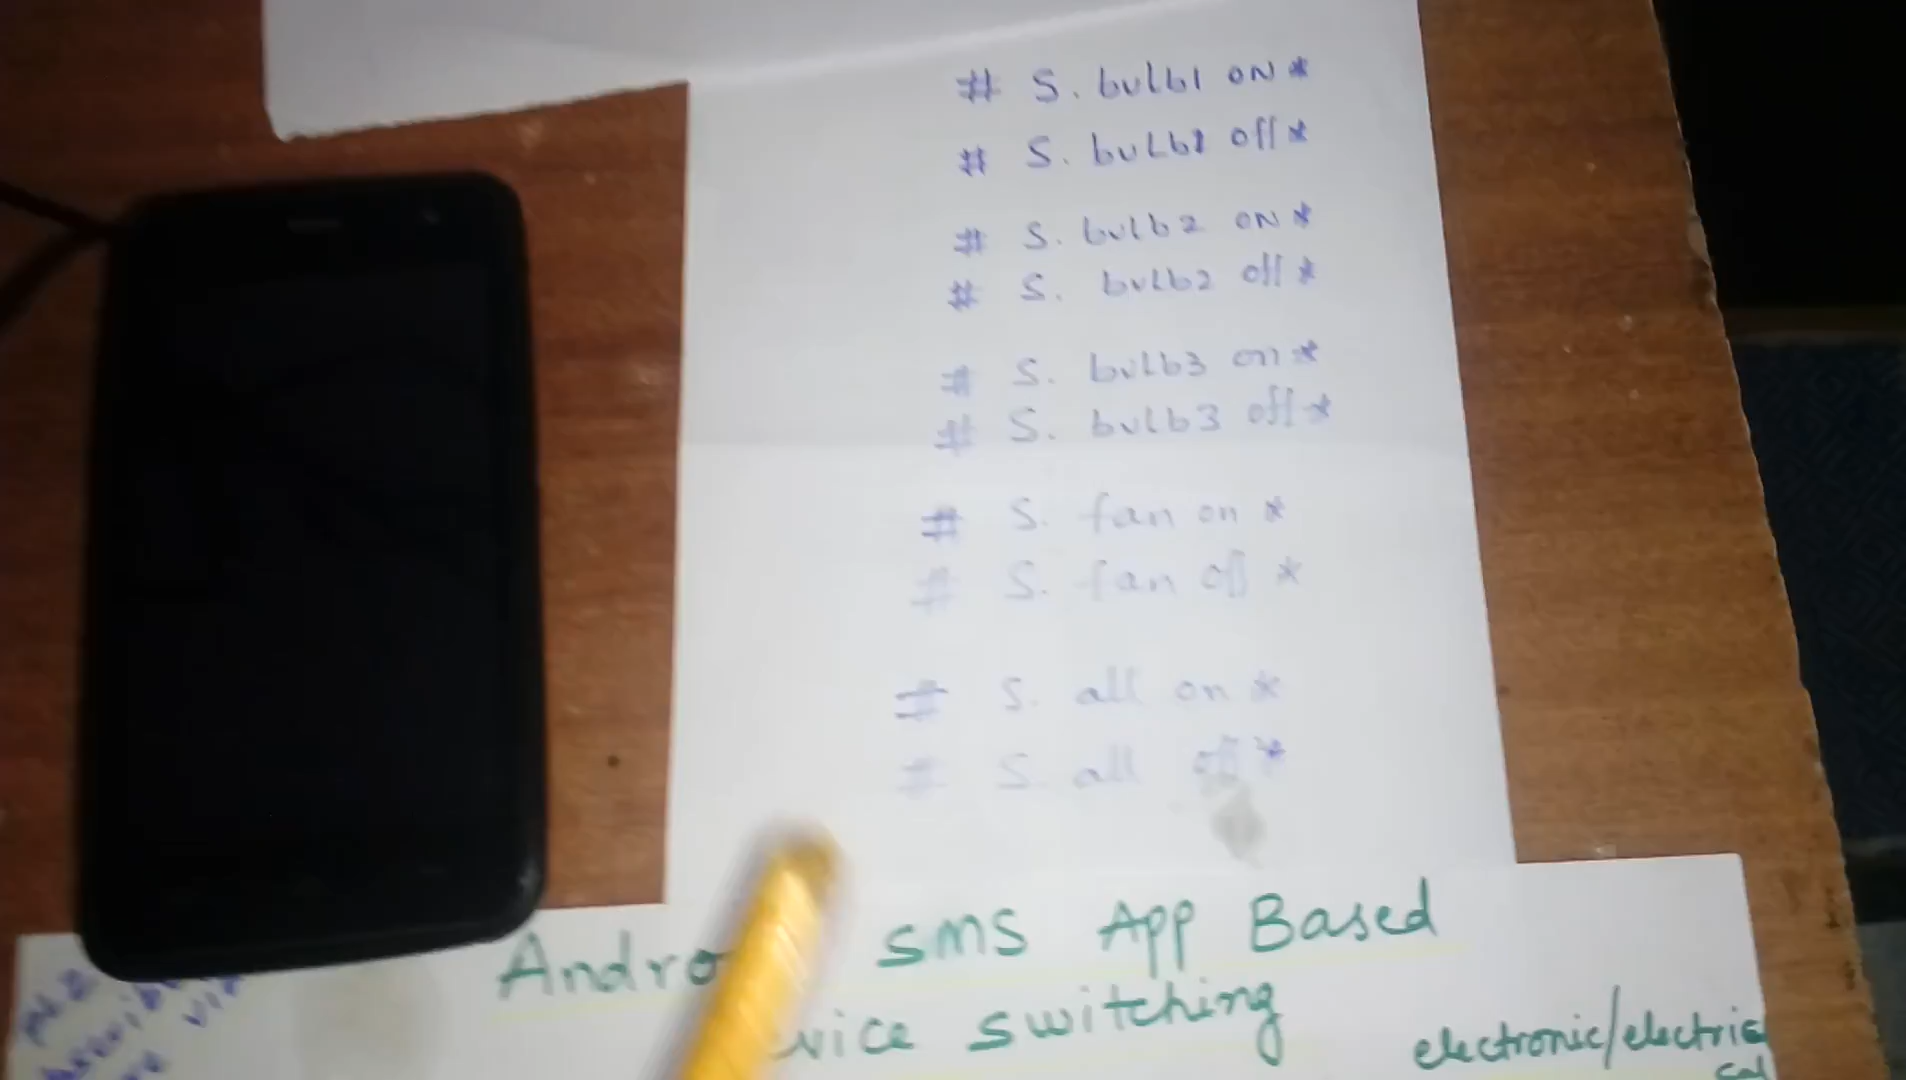 # S. bulb1 ON *
# S. bulb1 off *
# S. bulb2 ON *
# S. bulb2 off *
# S. bulb3 on *
# S. bulb3 off *
# S. fan on *
# S. fan off *
# S. all on *
# S. all off *
SMS App Based
switching
electronic/electric